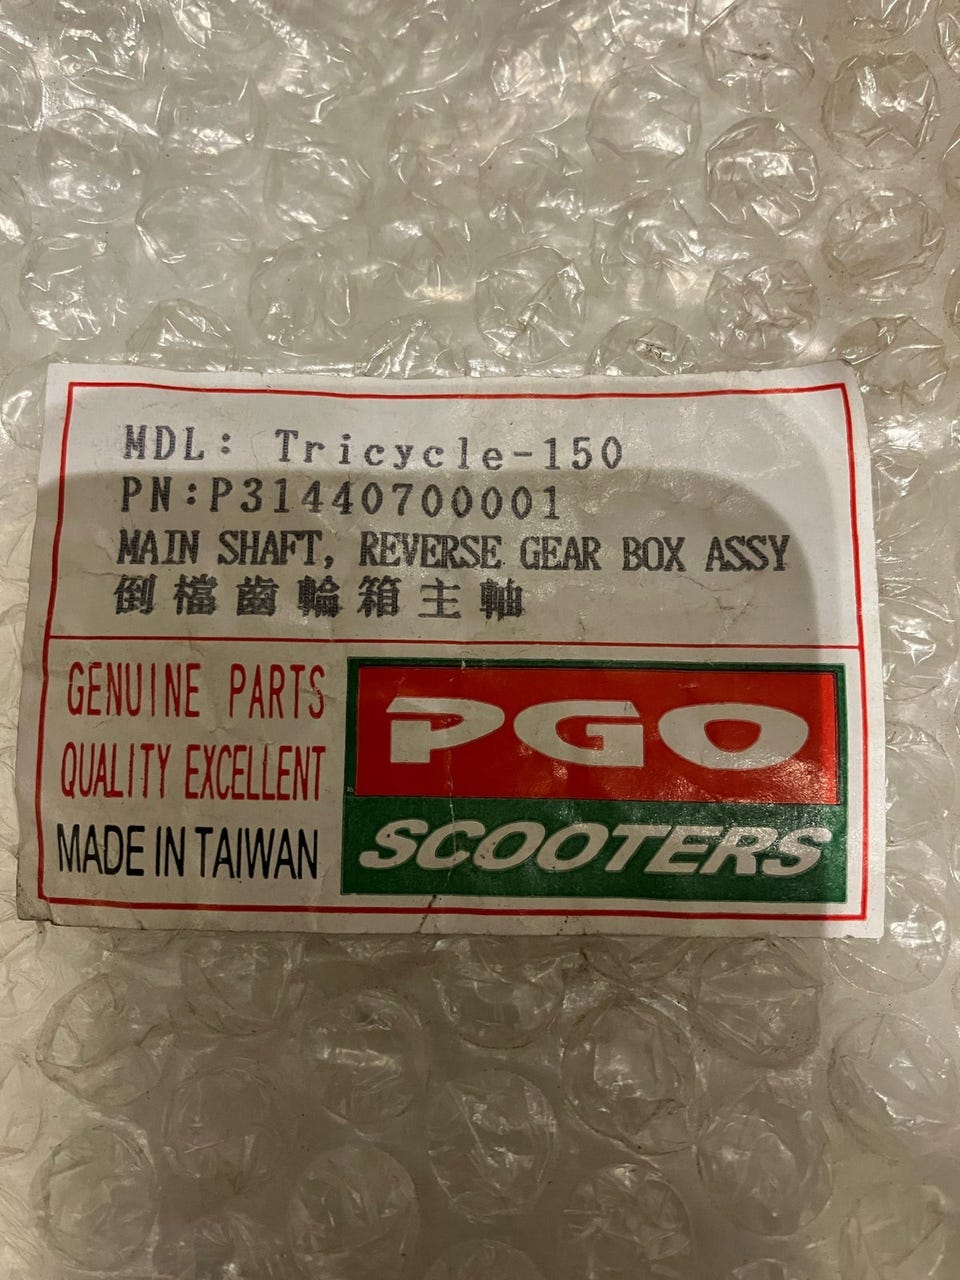 MDL: Tricycle-150
PN:P31440700001
MAIN SHAFT, REVERSE GEAR BOX ASSY
倒檔齒輪箱主軸
GENUINE PARTS
QUALITY EXCELLENT
MADE IN TAIWAN
PGO
SCOOTERS